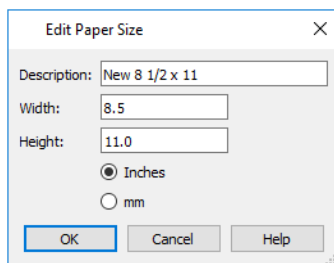 Edit Paper Size
Description: New 8 1/2 x 11
Width: 8.5
Height: 11.0
Inches
mm
OK Cancel Help